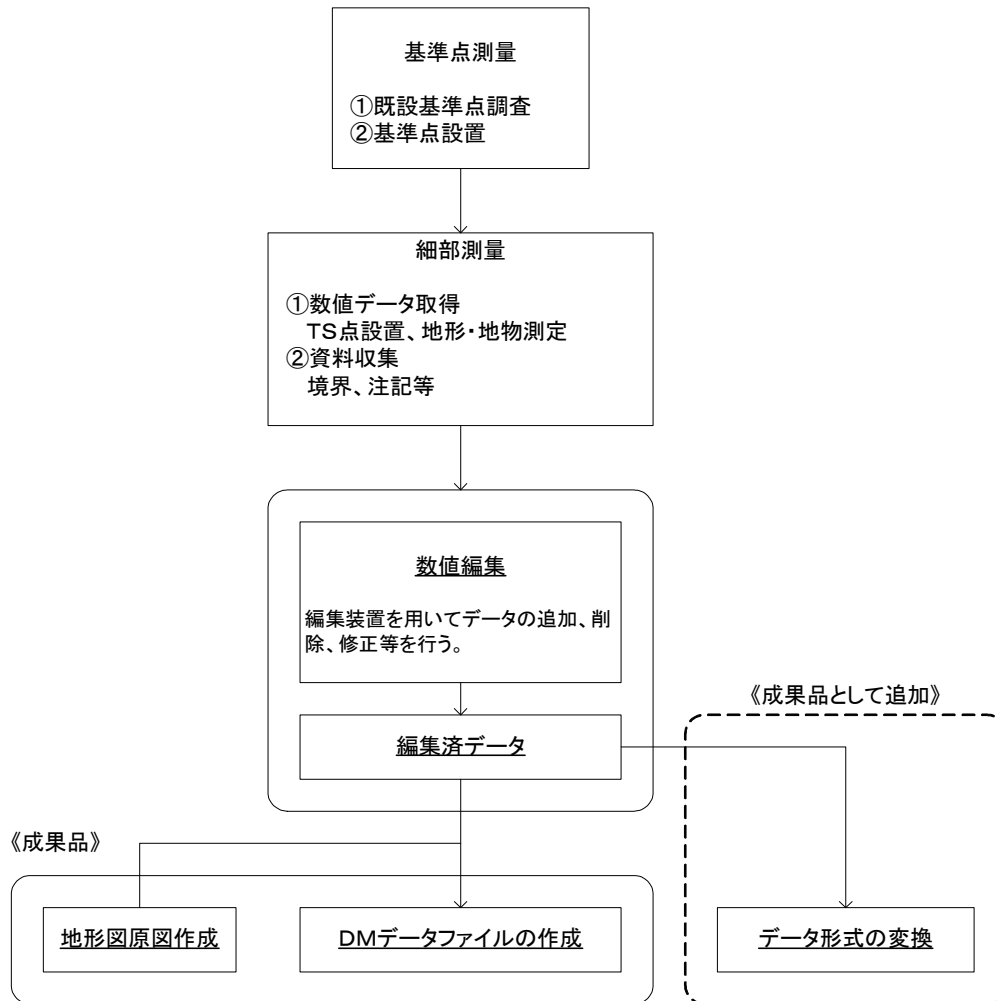 基準点測量
①既設基準点調査
②基準点設置
細部測量
①数値データ取得
TS点設置、地形・地物測定
②資料収集
境界、注記等
数値編集
編集装置を用いてデータの追加、削
除、修正等を行う。
《成果品として追加》
編集済データ
《成果品》
地形図原図作成
DMデータファイルの作成
データ形式の変換